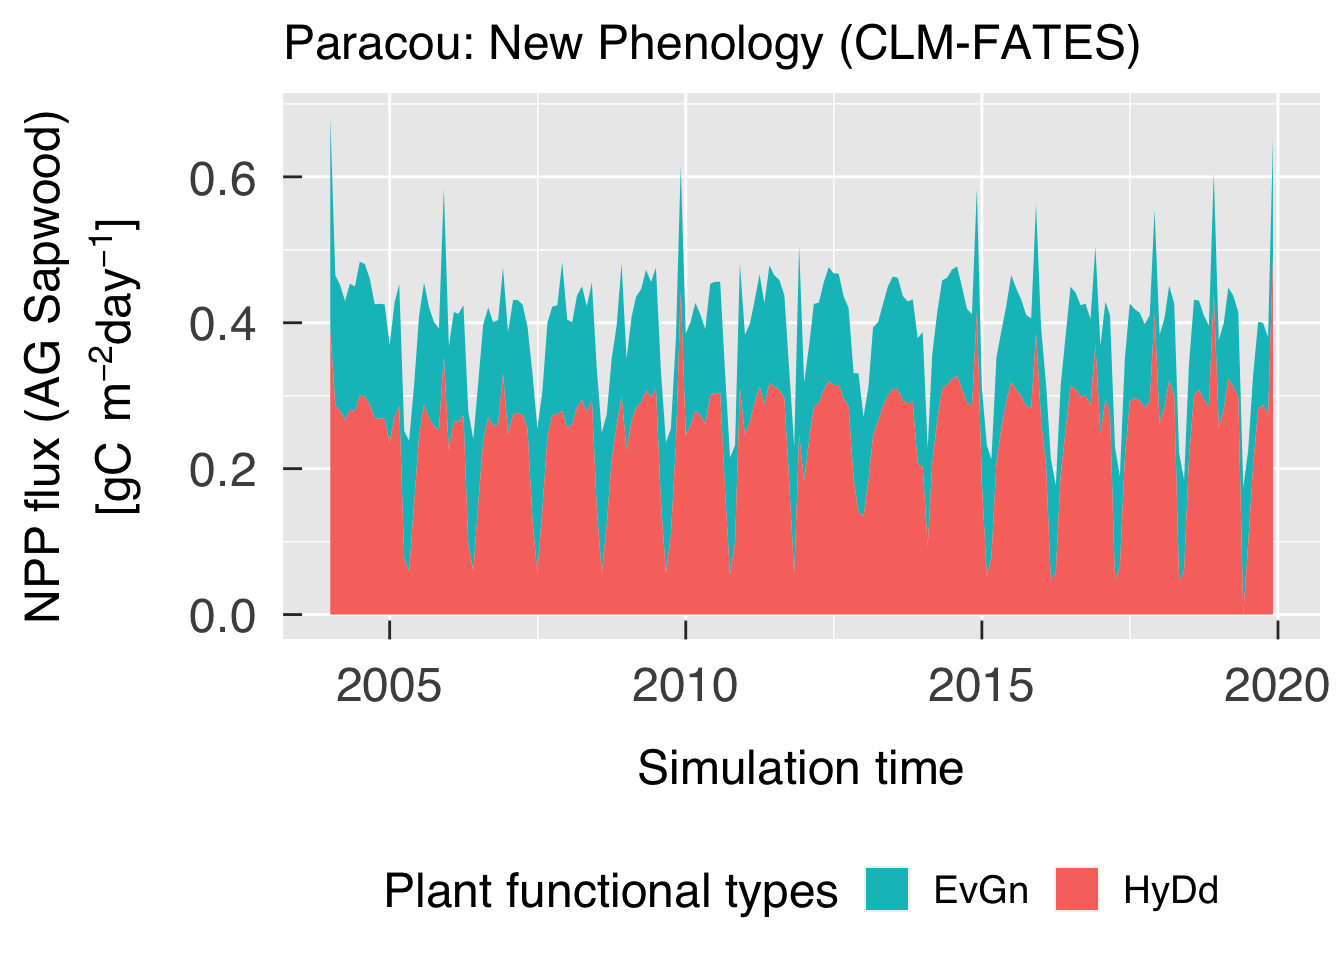 Paracou: New Phenology (CLM-FATES)
NPP flux (AG Sapwood)
[gC m⁻²day⁻¹]
0.6
0.4
0.2
0.0
2005 2010 2015 2020
Simulation time
Plant functional types EvGn HyDd